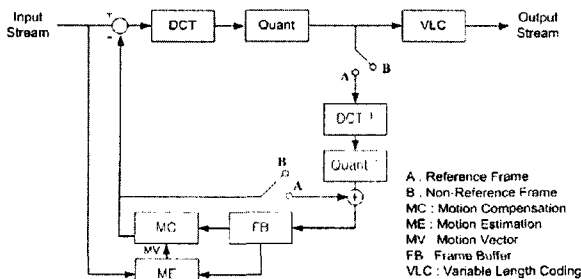 Input
Stream
+
-
DCT
Quant
VLC
Output
Stream
A
B
DCT⁻¹
Quant⁻¹
B
A
+
MC
FB
MV
ME
A : Reference Frame
B : Non-Reference Frame
MC : Motion Compensation
ME : Motion Estimation
MV : Motion Vector
FB : Frame Buffer
VLC : Variable Length Coding